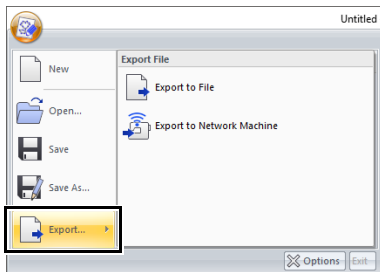 Untitled
New
Open...
Save
Save As...
Export...
Export File
Export to File
Export to Network Machine
Options
Exit